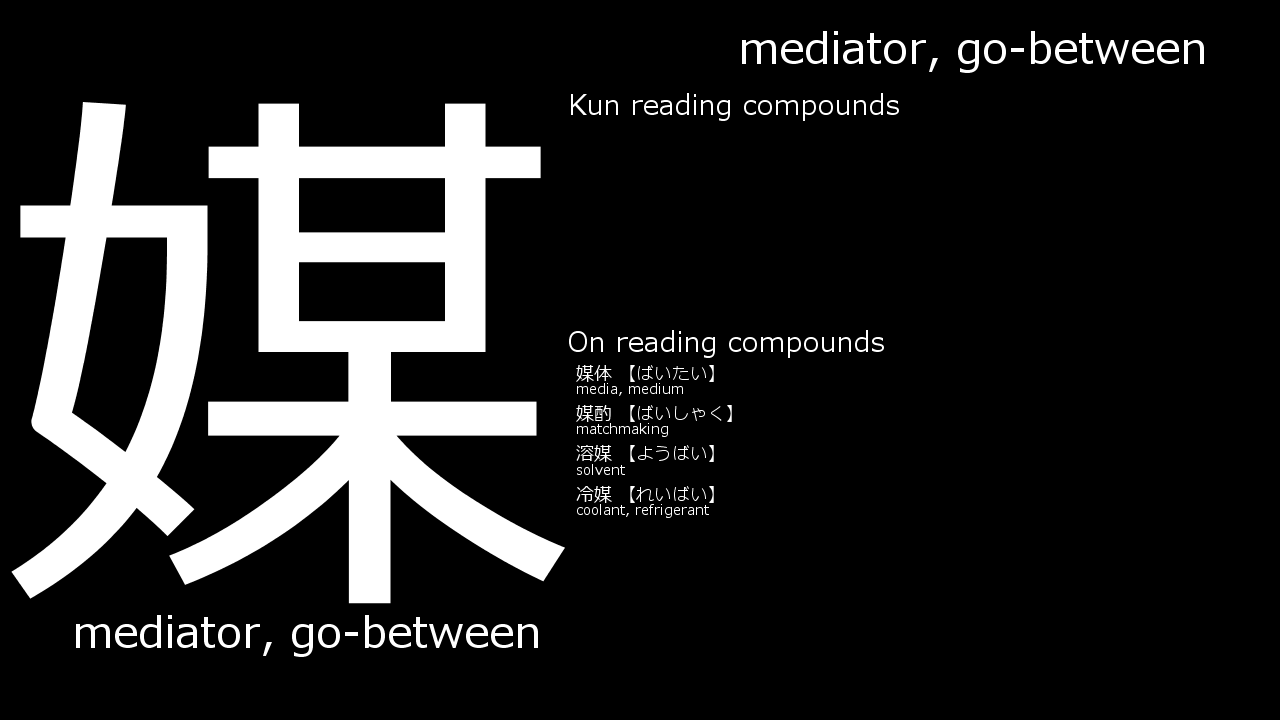 mediator, go-between
媒
Kun reading compounds
On reading compounds
媒体 【ばいたい】
media, medium
媒酌 【ばいしゃく】
matchmaking
溶媒 【ようばい】
solvent
冷媒 【れいばい】
coolant, refrigerant
mediator, go-between